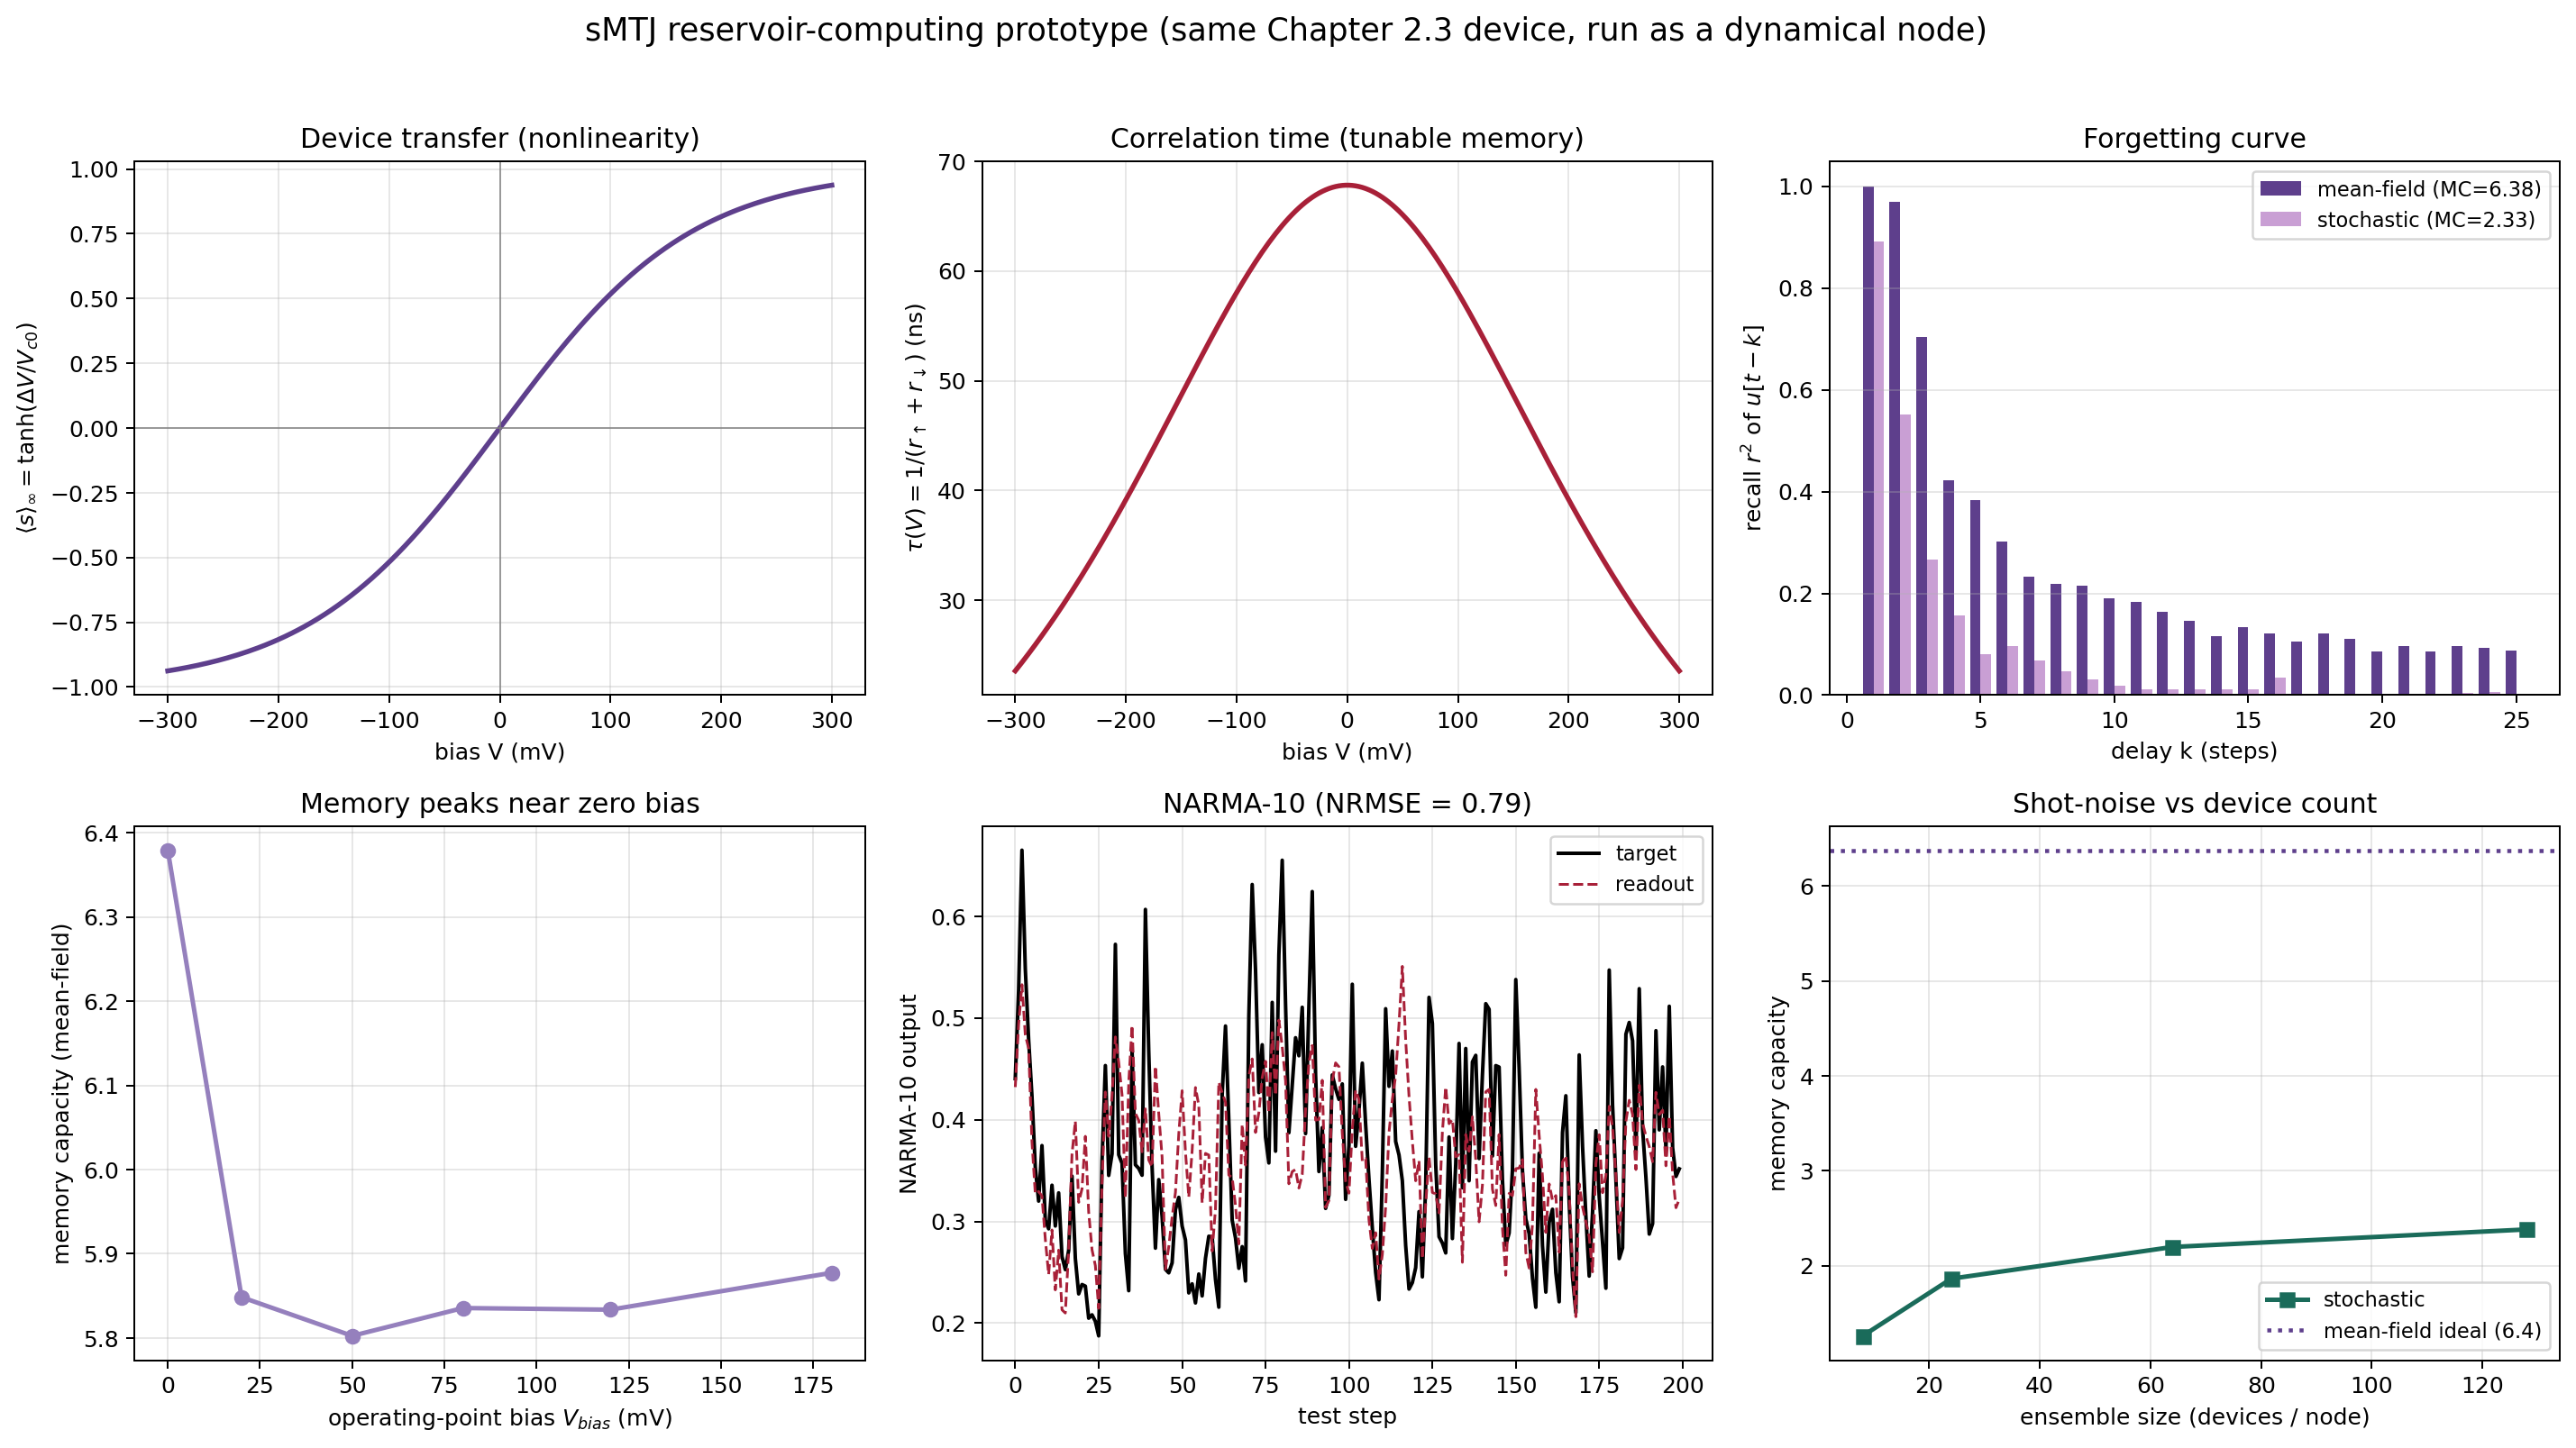 sMTJ reservoir-computing prototype (same Chapter 2.3 device, run as a dynamical node)
Device transfer (nonlinearity)
⟨s⟩∞ = tanh(ΔV/Vc0)
1.00
0.75
0.50
0.25
0.00
−0.25
−0.50
−0.75
−1.00
−300 −200 −100 0 100 200 300
bias V (mV)
Correlation time (tunable memory)
τ(V) = 1/(r↑ + r↓) (ns)
70
60
50
40
30
−300 −200 −100 0 100 200 300
bias V (mV)
Forgetting curve
recall r² of u[t − k]
1.0
0.8
0.6
0.4
0.2
0.0
mean-field (MC=6.38)
stochastic (MC=2.33)
0 5 10 15 20 25
delay k (steps)
Memory peaks near zero bias
memory capacity (mean-field)
6.4
6.3
6.2
6.1
6.0
5.9
5.8
0 25 50 75 100 125 150 175
operating-point bias Vbias (mV)
NARMA-10 (NRMSE = 0.79)
NARMA-10 output
0.6
0.5
0.4
0.3
0.2
target
readout
0 25 50 75 100 125 150 175 200
test step
Shot-noise vs device count
memory capacity
6
5
4
3
2
stochastic
mean-field ideal (6.4)
20 40 60 80 100 120
ensemble size (devices / node)